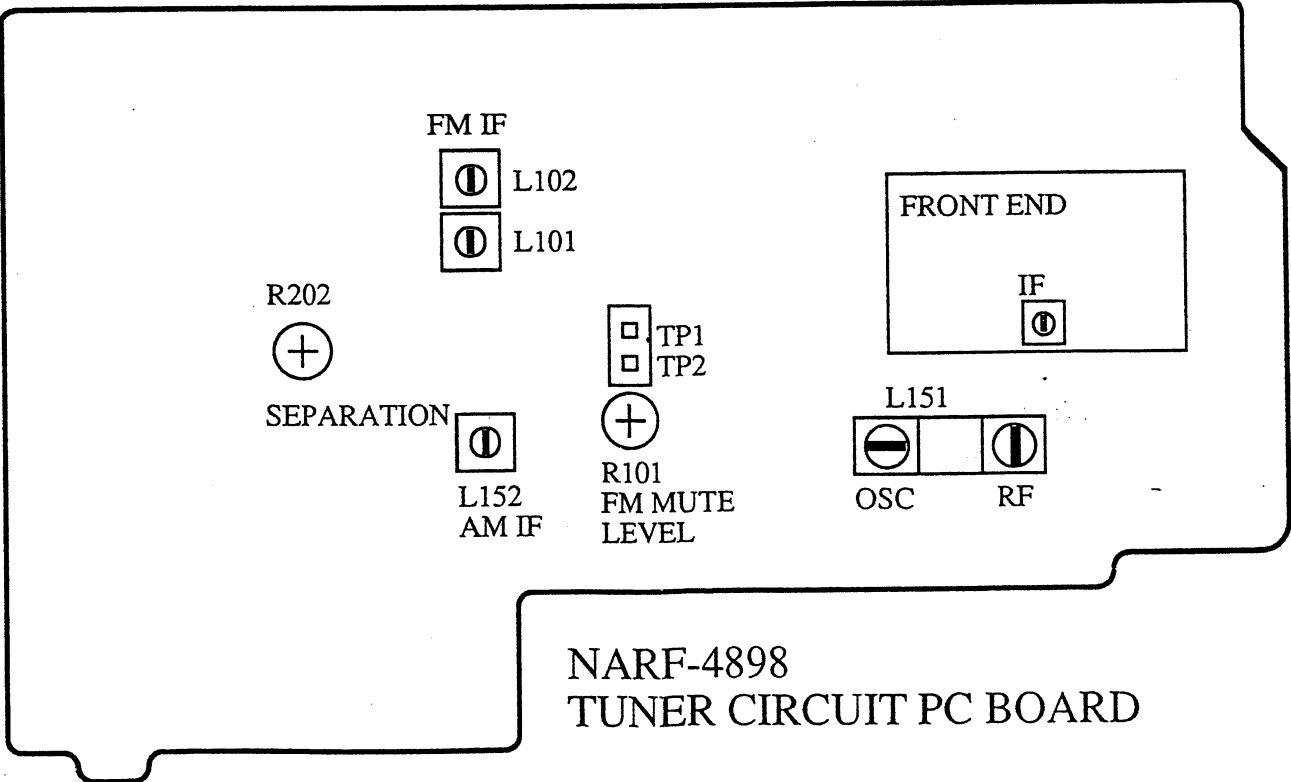 FM IF
L102
L101
FRONT END
IF
R202
SEPARATION
TP1
TP2
L151
OSC
RF
L152
AM IF
R101
FM MUTE
LEVEL
NARF-4898
TUNER CIRCUIT PC BOARD